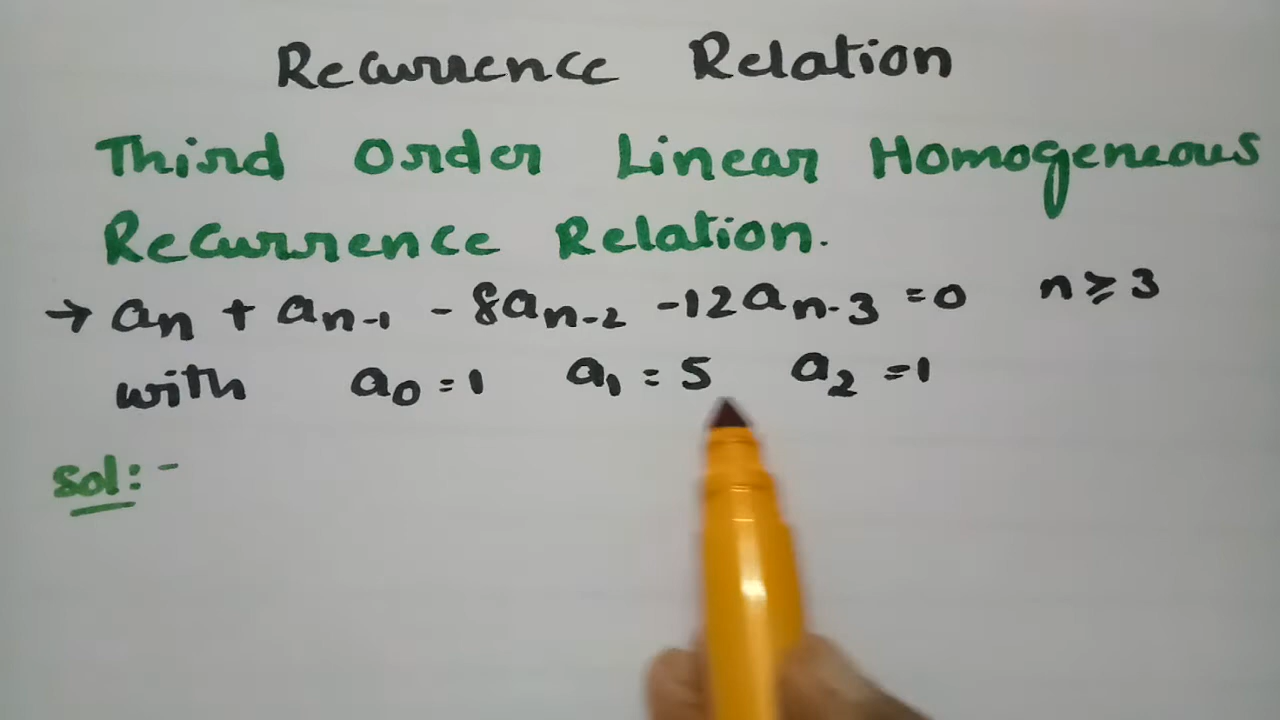 Recurrence Relation
Third Order Linear Homogeneous
Recurrence Relation.
→ aₙ + aₙ₋₁ - 8aₙ₋₂ - 12aₙ₋₃ = 0 n ≥ 3
with a₀ = 1 a₁ = 5 a₂ = 1
Sol:-